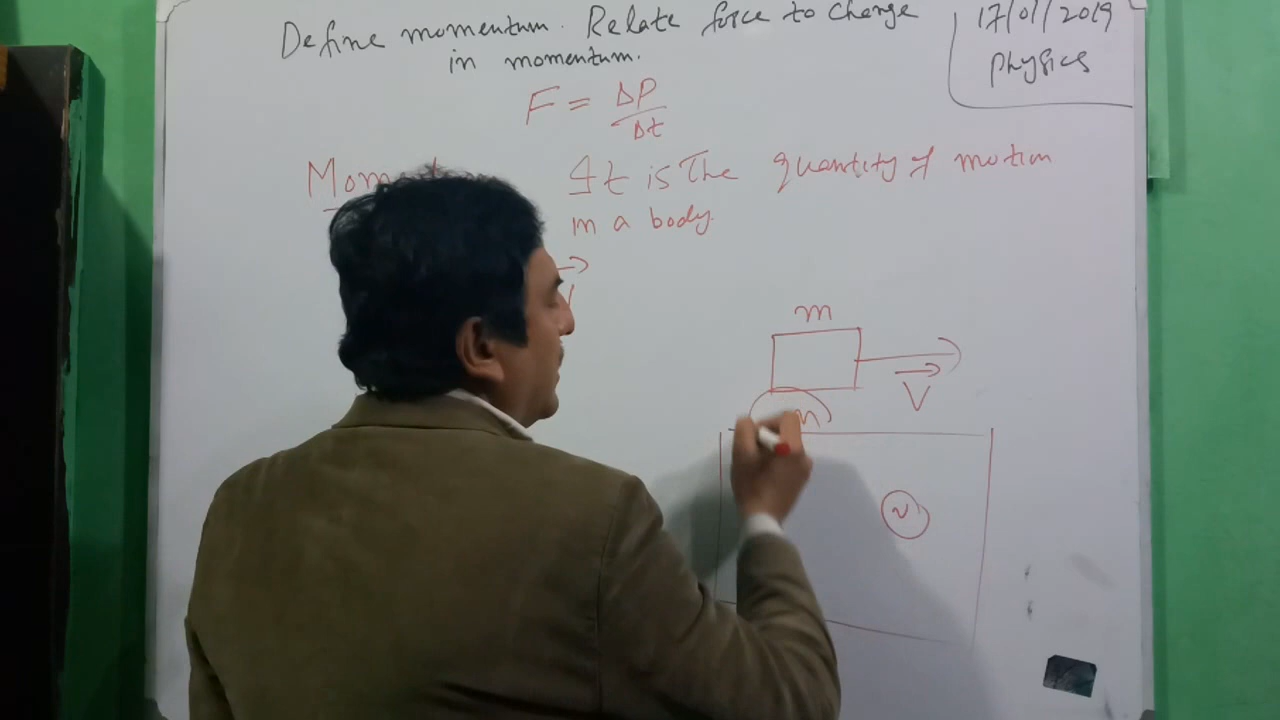 Define momentum. Relate force to change
in momentum.
17/01/2019
physics
F = ΔP/Δt
It is The quantity of motion
in a body.
m
V
m
v